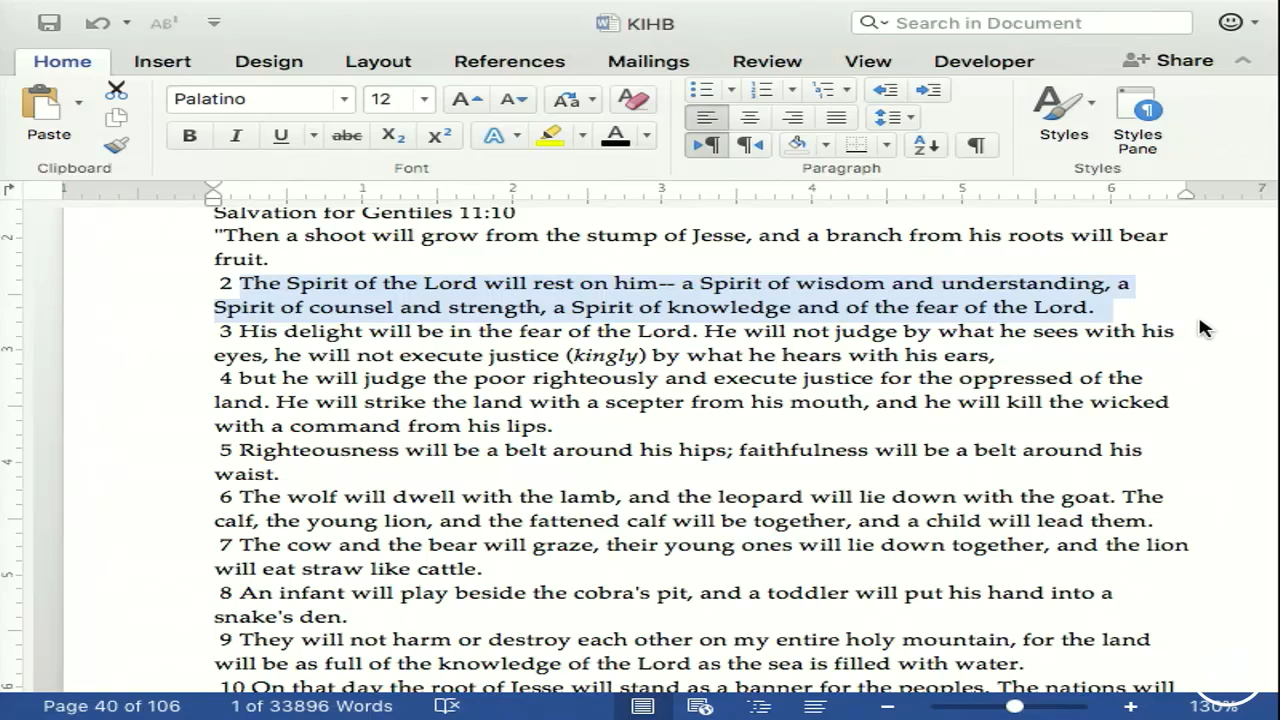 KIHB
Search in Document
Home Insert Design Layout References Mailings Review View Developer Share
Palatino 12
Paste
Styles Styles Pane
Clipboard Font Paragraph Styles
1 1 2 3 4 5 6 7
Salvation for Gentiles 11:10
"Then a shoot will grow from the stump of Jesse, and a branch from his roots will bear
fruit.
2 The Spirit of the Lord will rest on him-- a Spirit of wisdom and understanding, a
Spirit of counsel and strength, a Spirit of knowledge and of the fear of the Lord.
3 His delight will be in the fear of the Lord. He will not judge by what he sees with his
eyes, he will not execute justice (kingly) by what he hears with his ears,
4 but he will judge the poor righteously and execute justice for the oppressed of the
land. He will strike the land with a scepter from his mouth, and he will kill the wicked
with a command from his lips.
5 Righteousness will be a belt around his hips; faithfulness will be a belt around his
waist.
6 The wolf will dwell with the lamb, and the leopard will lie down with the goat. The
calf, the young lion, and the fattened calf will be together, and a child will lead them.
7 The cow and the bear will graze, their young ones will lie down together, and the lion
will eat straw like cattle.
8 An infant will play beside the cobra's pit, and a toddler will put his hand into a
snake's den.
9 They will not harm or destroy each other on my entire holy mountain, for the land
will be as full of the knowledge of the Lord as the sea is filled with water.
10 On that day the root of Jesse will stand as a banner for the peoples. The nations will
Page 40 of 106 1 of 33896 Words 130%